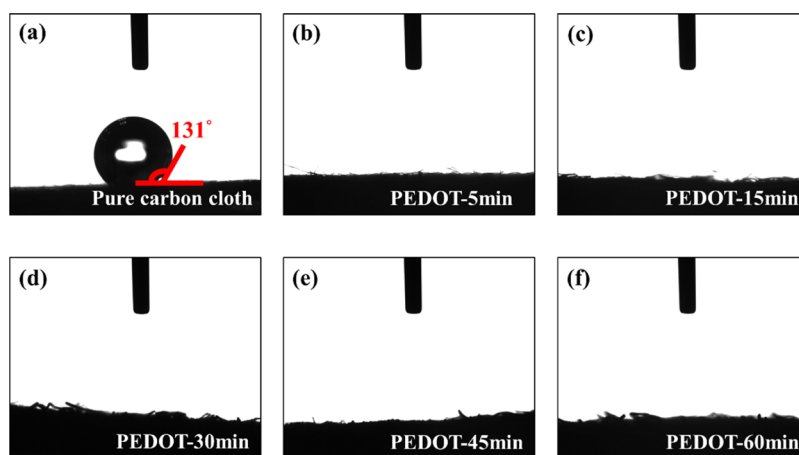 (a)
131°
Pure carbon cloth
(b)
PEDOT-5min
(c)
PEDOT-15min
(d)
PEDOT-30min
(e)
PEDOT-45min
(f)
PEDOT-60min